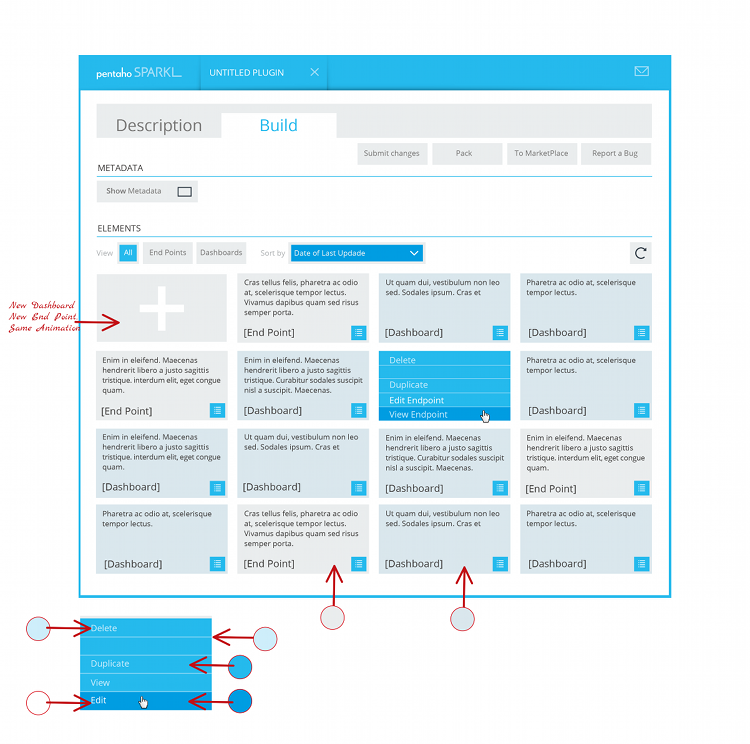 pentaho SPARKL
UNTITLED PLUGIN
Description
Build
Submit changes
Pack
To MarketPlace
Report a Bug
METADATA
Show Metadata
ELEMENTS
View
All
End Points
Dashboards
Sort by
Date of Last Updade
New Dashboard
New End Point
Same Animation
Cras tellus felis, pharetra ac odio
at, scelerisque tempor lectus.
Vivamus dapibus quam sed risus
semper porta.
[End Point]
Ut quam dui, vestibulum non leo
sed. Sodales ipsum. Cras et
[Dashboard]
Pharetra ac odio at, scelerisque
tempor lectus.
[Dashboard]
Enim in eleifend. Maecenas
hendrerit libero a justo sagittis
tristique. interdum elit, eget congue
quam.
[End Point]
Enim in eleifend. Maecenas
hendrerit libero a justo sagittis
tristique. Curabitur sodales suscipit
nisl a suscipit. Maecenas.
[Dashboard]
Delete
Duplicate
Edit Endpoint
View Endpoint
Pharetra ac odio at, scelerisque
tempor lectus.
[Dashboard]
Enim in eleifend. Maecenas
hendrerit libero a justo sagittis
tristique. interdum elit, eget congue
quam.
[Dashboard]
Ut quam dui, vestibulum non leo
sed. Sodales ipsum. Cras et
[Dashboard]
Enim in eleifend. Maecenas
hendrerit libero a justo sagittis
tristique. Curabitur sodales suscipit
nisl a suscipit. Maecenas.
[Dashboard]
Enim in eleifend. Maecenas
hendrerit libero a justo sagittis
tristique. interdum elit, eget congue
quam.
[End Point]
Pharetra ac odio at, scelerisque
tempor lectus.
[Dashboard]
Cras tellus felis, pharetra ac odio
at, scelerisque tempor lectus.
Vivamus dapibus quam sed risus
semper porta.
[End Point]
Ut quam dui, vestibulum non leo
sed. Sodales ipsum. Cras et
[Dashboard]
Pharetra ac odio at, scelerisque
tempor lectus.
[Dashboard]
Delete
Duplicate
View
Edit